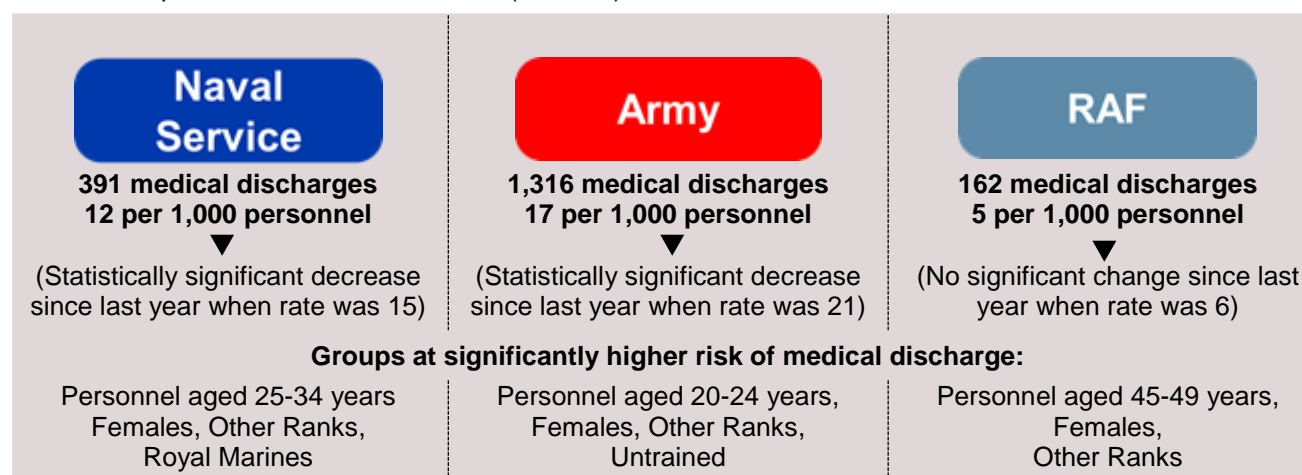 Naval
Service
391 medical discharges
12 per 1,000 personnel
(Statistically significant decrease
since last year when rate was 15)
Army
1,316 medical discharges
17 per 1,000 personnel
(Statistically significant decrease
since last year when rate was 21)
RAF
162 medical discharges
5 per 1,000 personnel
(No significant change since last
year when rate was 6)
Groups at significantly higher risk of medical discharge:
Personnel aged 25-34 years
Females, Other Ranks,
Royal Marines
Personnel aged 20-24 years,
Females, Other Ranks,
Untrained
Personnel aged 45-49 years,
Females,
Other Ranks